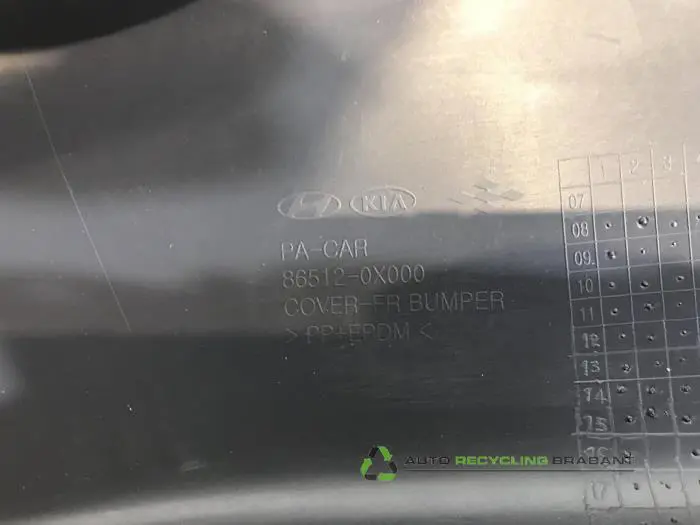 KIA
PA-CAR
86512-0X000
COVER-FR BUMPER
> PP+EPDM <
1 2 3
07
08
09.
10
11
12
13
14
15
16
17
AUTO RECYCLING BRABANT